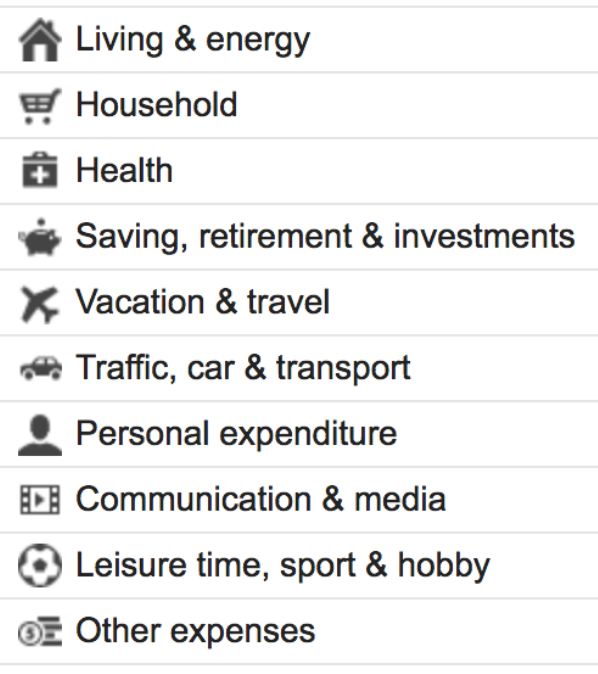 Living & energy
Household
Health
Saving, retirement & investments
Vacation & travel
Traffic, car & transport
Personal expenditure
Communication & media
Leisure time, sport & hobby
Other expenses